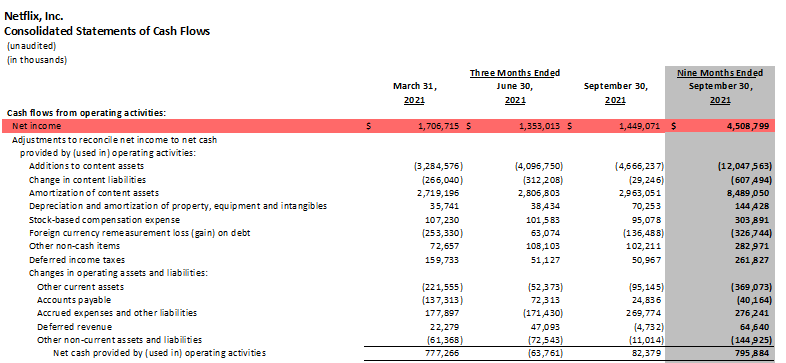 Netflix, Inc.
Consolidated Statements of Cash Flows
(unaudited)
(in thousands)
Three Months Ended Nine Months Ended
March 31, June 30, September 30, September 30,
2021 2021 2021 2021
Cash flows from operating activities:
Net income $ 1,706,715 $ 1,353,013 $ 1,449,071 $ 4,508,799
Adjustments to reconcile net income to net cash
provided by (used in) operating activities:
Additions to content assets (3,284,576) (4,096,750) (4,666,237) (12,047,563)
Change in content liabilities (266,040) (312,208) (29,246) (607,494)
Amortization of content assets 2,719,196 2,806,803 2,963,051 8,489,050
Depreciation and amortization of property, equipment and intangibles 35,741 38,434 70,253 144,428
Stock-based compensation expense 107,230 101,583 95,078 303,891
Foreign currency remeasurement loss (gain) on debt (253,330) 63,074 (136,488) (326,744)
Other non-cash items 72,657 108,103 102,211 282,971
Deferred income taxes 159,733 51,127 50,967 261,827
Changes in operating assets and liabilities:
Other current assets (221,555) (52,373) (95,145) (369,073)
Accounts payable (137,313) 72,313 24,836 (40,164)
Accrued expenses and other liabilities 177,897 (171,430) 269,774 276,241
Deferred revenue 22,279 47,093 (4,732) 64,640
Other non-current assets and liabilities (61,368) (72,543) (11,014) (144,925)
Net cash provided by (used in) operating activities 777,266 (63,761) 82,379 795,884